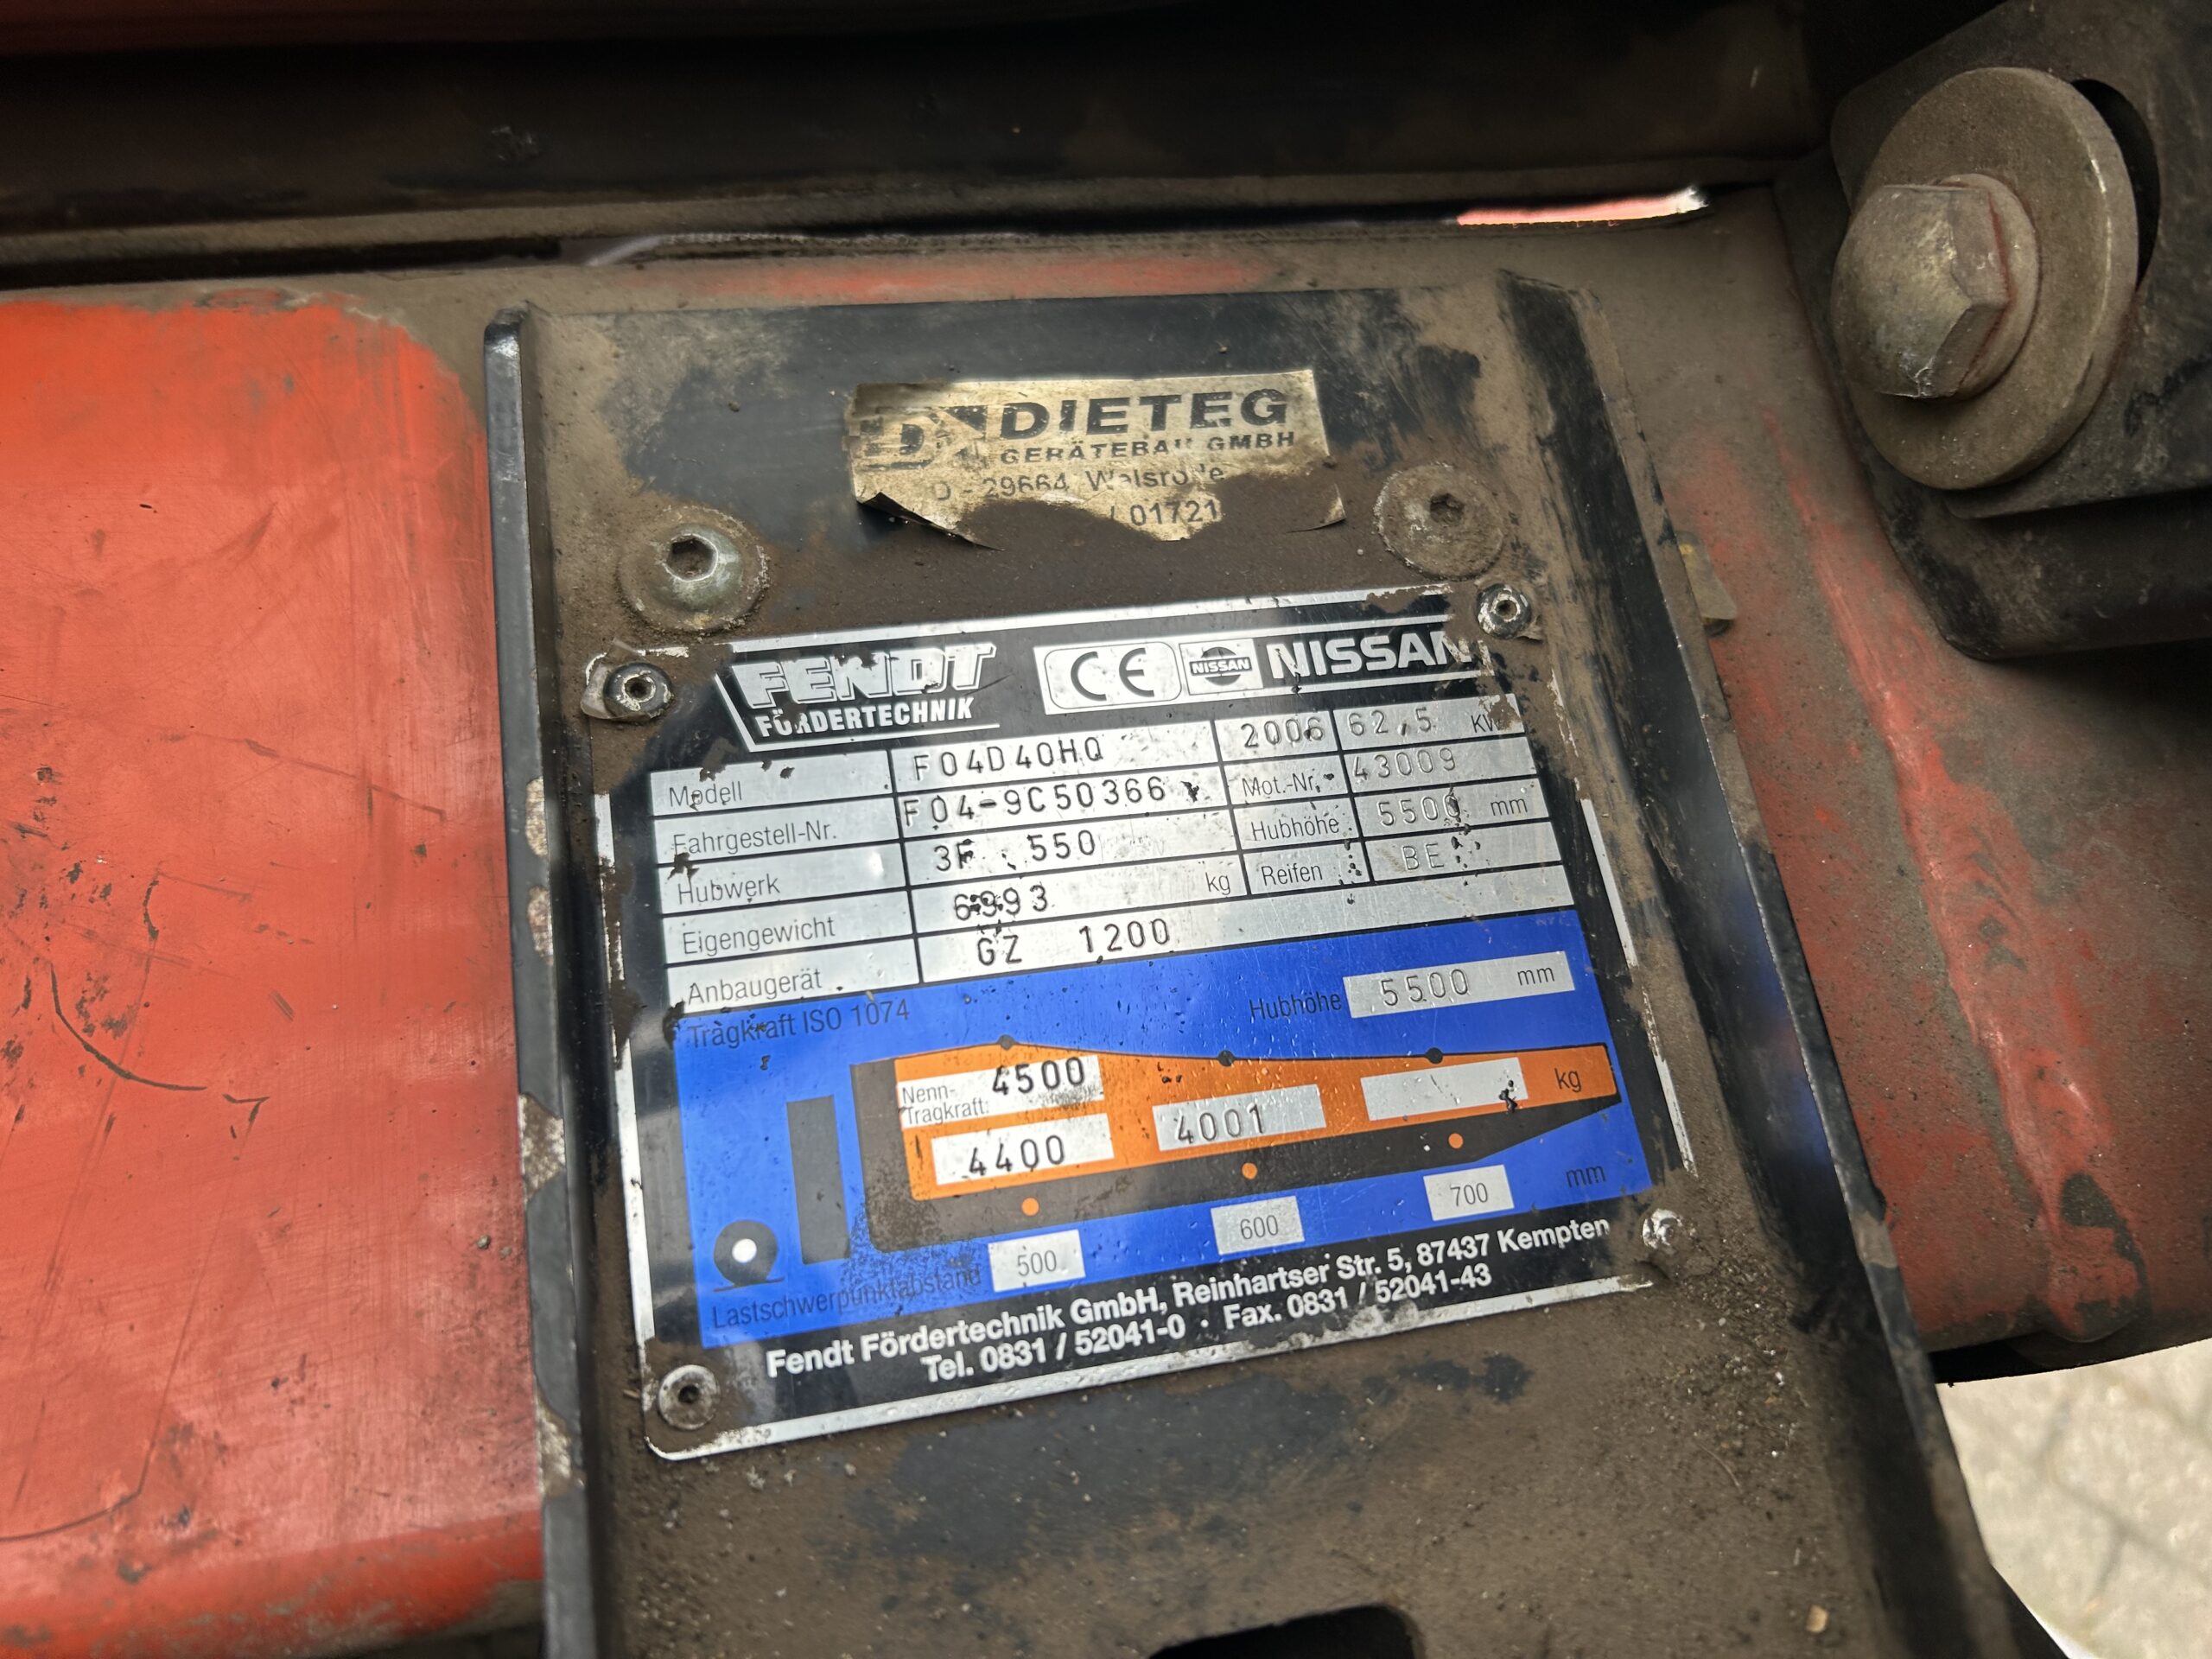 DIETEG
GERÄTEBAU GMBH
D - 29664 Walsrode
01721
FENDT
FÖRDERTECHNIK
CE NISSAN NISSAN
Modell F04D40HQ 2006 62,5 KW
Fahrgestell-Nr. F04-9C50366 Mot.-Nr. 43009
Hubwerk 3F 550 Hubhöhe 5500 mm
Eigengewicht 6993 kg Reifen BE
Anbaugerät GZ 1200
Tragkraft ISO 1074 Hubhöhe 5500 mm
Nenn-
Tragkraft: 4500
4400 4001 kg
500 600 700 mm
Lastschwerpunktabstand
Fendt Fördertechnik GmbH, Reinhartser Str. 5, 87437 Kempten
Tel. 0831 / 52041-0 · Fax. 0831 / 52041-43